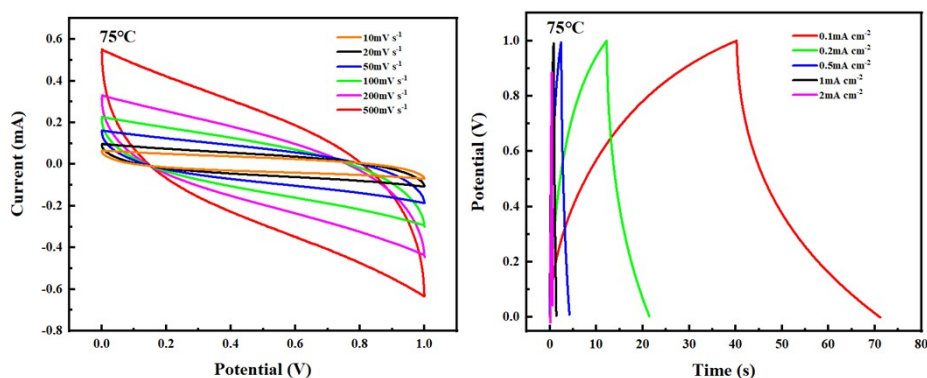 75°C
10mV s⁻¹
20mV s⁻¹
50mV s⁻¹
100mV s⁻¹
200mV s⁻¹
500mV s⁻¹
0.6
0.4
0.2
0.0
-0.2
-0.4
-0.6
-0.8
Current (mA)
0.0 0.2 0.4 0.6 0.8 1.0
Potential (V)
75°C
0.1mA cm⁻²
0.2mA cm⁻²
0.5mA cm⁻²
1mA cm⁻²
2mA cm⁻²
1.0
0.8
0.6
0.4
0.2
0.0
Potential (V)
0 10 20 30 40 50 60 70 80
Time (s)